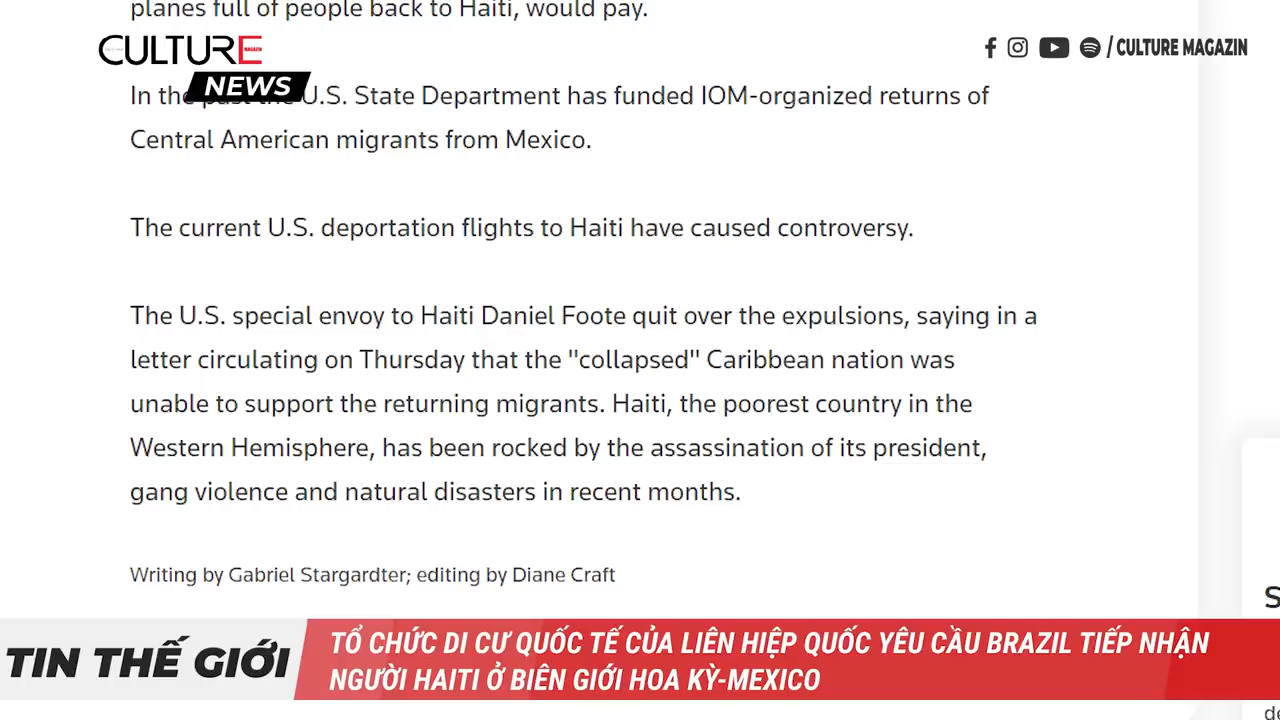 planes full of people back to Haiti, would pay.
CULTURE
MAGAZIN
NEWS
/ CULTURE MAGAZIN
In the past the U.S. State Department has funded IOM-organized returns of
Central American migrants from Mexico.
The current U.S. deportation flights to Haiti have caused controversy.
The U.S. special envoy to Haiti Daniel Foote quit over the expulsions, saying in a
letter circulating on Thursday that the "collapsed" Caribbean nation was
unable to support the returning migrants. Haiti, the poorest country in the
Western Hemisphere, has been rocked by the assassination of its president,
gang violence and natural disasters in recent months.
Writing by Gabriel Stargardter; editing by Diane Craft
S
TIN THẾ GIỚI
TỔ CHỨC DI CƯ QUỐC TẾ CỦA LIÊN HIỆP QUỐC YÊU CẦU BRAZIL TIẾP NHẬN
NGƯỜI HAITI Ở BIÊN GIỚI HOA KỲ-MEXICO
de